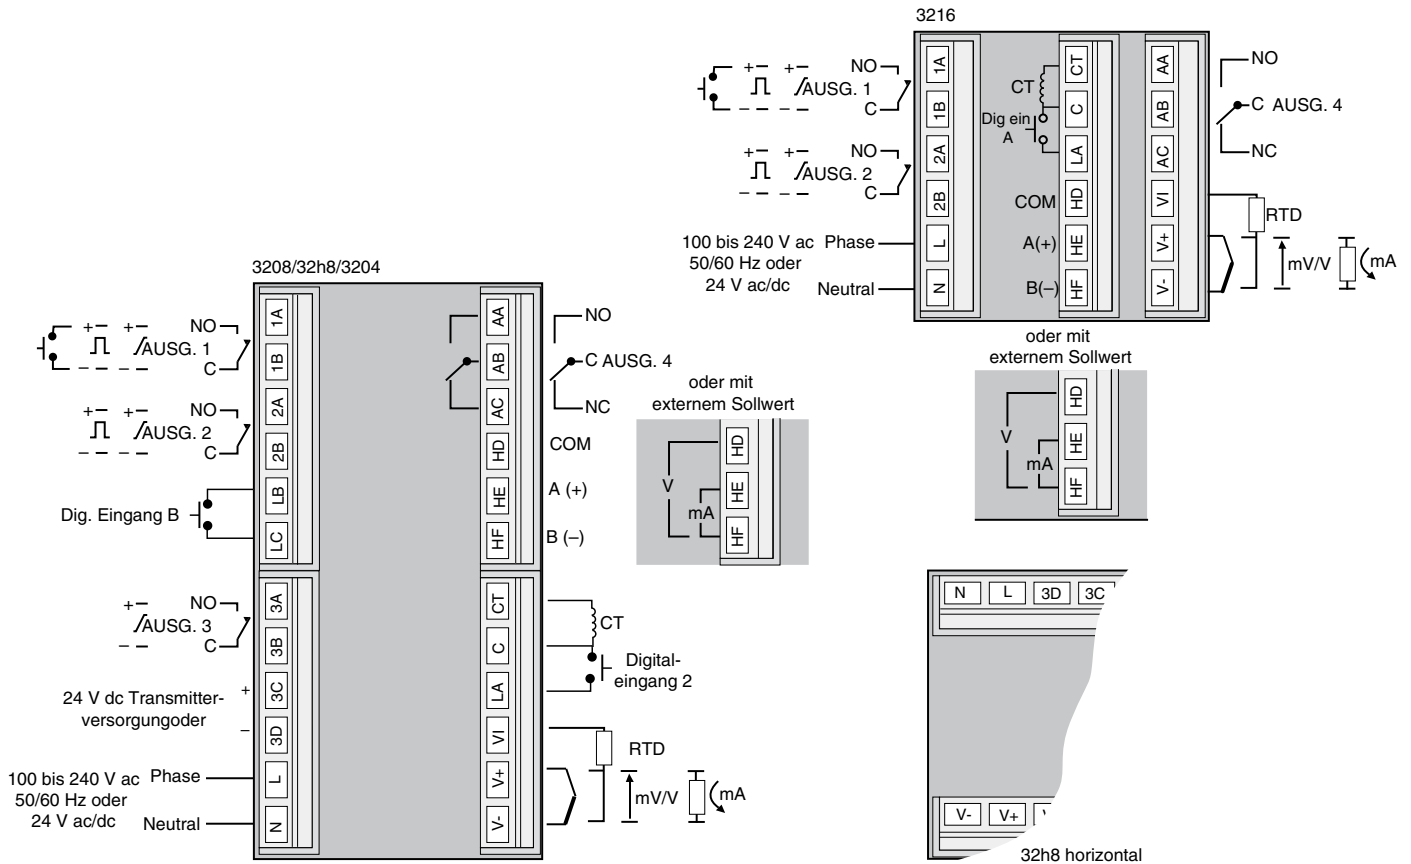 3216
1A
1B
2A
2B
L
N
CT
C
LA
HD
HE
HF
AA
AB
AC
VI
V+
V-
+ –
+ –
NO
AUSG. 1
– –
– –
C
+ –
+ –
NO
AUSG. 2
– –
– –
C
100 bis 240 V ac
50/60 Hz oder
24 V ac/dc
Phase
Neutral
CT
Dig ein
A
COM
A(+)
B(–)
NO
C AUSG. 4
NC
RTD
mV/V
mA
oder mit
externem Sollwert
V
mA
HD
HE
HF
3208/32h8/3204
1A
1B
2A
2B
LB
LC
3A
3B
3C
3D
L
N
AA
AB
AC
HD
HE
HF
CT
C
LA
VI
V+
V-
+ –
+ –
NO
AUSG. 1
– –
– –
C
+ –
+ –
NO
AUSG. 2
– –
– –
C
Dig. Eingang B
+ –
NO
AUSG. 3
– –
C
24 V dc Transmitter-
versorgungoder
+
–
100 bis 240 V ac
50/60 Hz oder
24 V ac/dc
Phase
Neutral
NO
C AUSG. 4
NC
COM
A (+)
B (–)
CT
Digital-
eingang 2
RTD
mV/V
mA
oder mit
externem Sollwert
V
mA
HD
HE
HF
N
L
3D
3C
V-
V+
32h8 horizontal